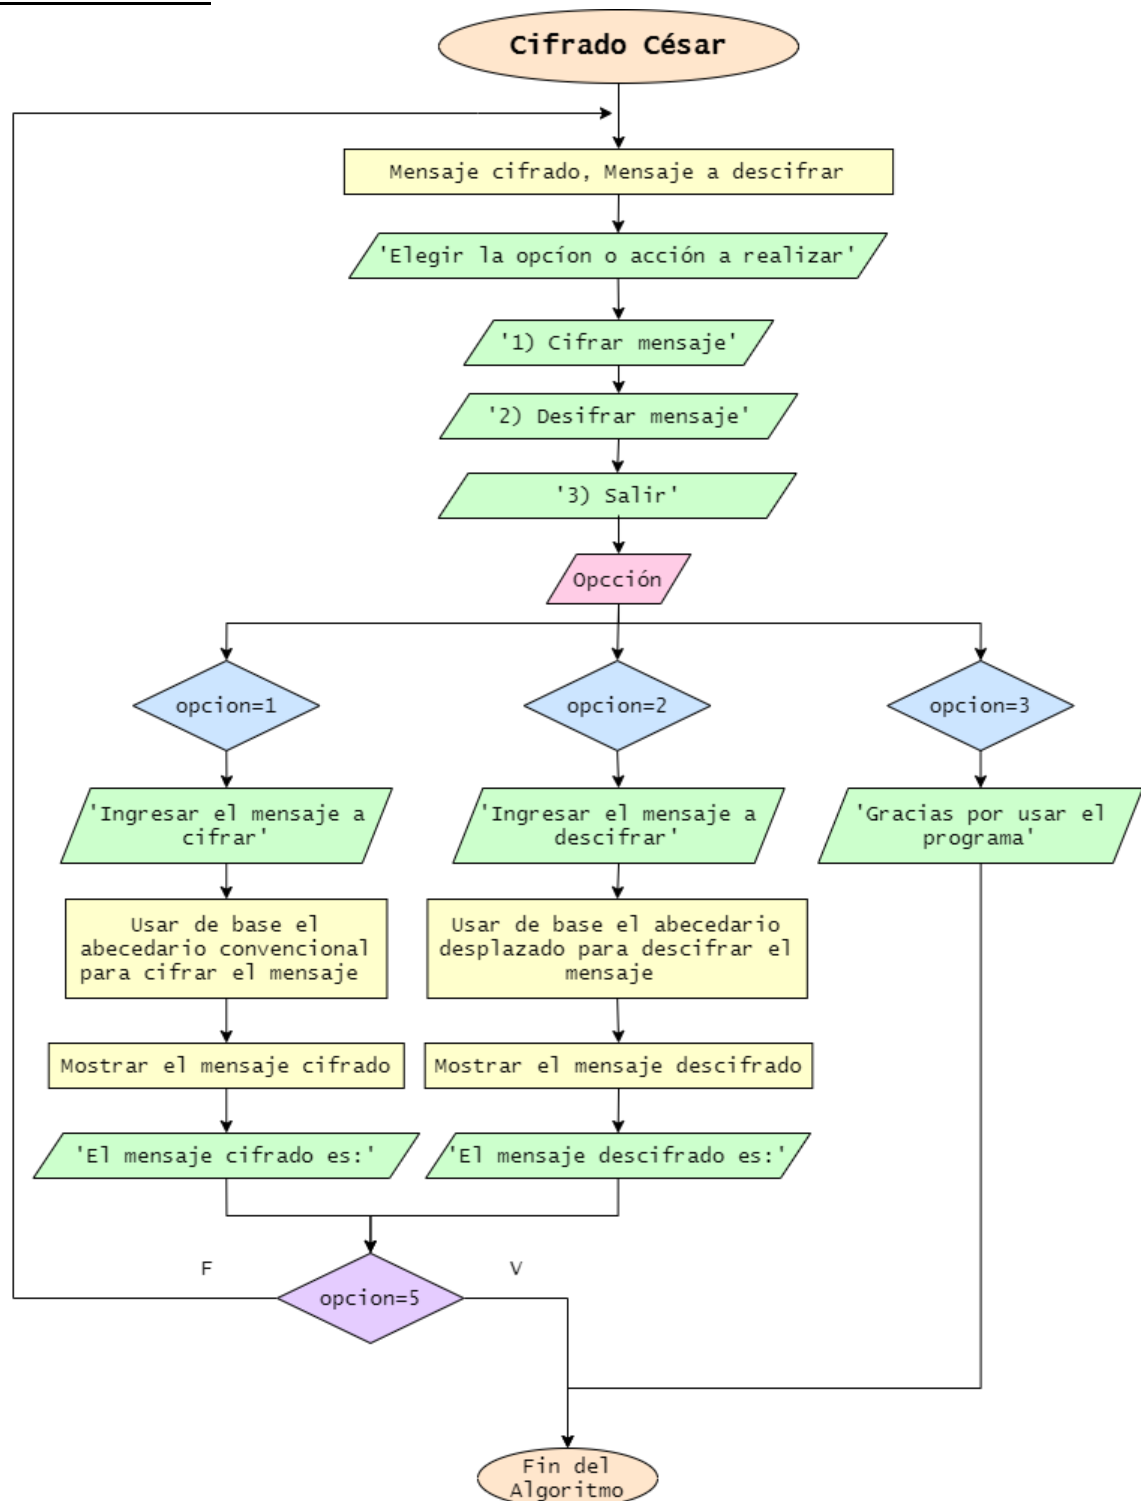 Cifrado César
Mensaje cifrado, Mensaje a descifrar
'Elegir la opcíon o acción a realizar'
'1) Cifrar mensaje'
'2) Desifrar mensaje'
'3) Salir'
Opcción
opcion=1
opcion=2
opcion=3
'Ingresar el mensaje a
cifrar'
'Ingresar el mensaje a
descifrar'
'Gracias por usar el
programa'
Usar de base el
abecedario convencional
para cifrar el mensaje
Usar de base el abecedario
desplazado para descifrar el
mensaje
Mostrar el mensaje cifrado
Mostrar el mensaje descifrado
'El mensaje cifrado es:'
'El mensaje descifrado es:'
F
V
opcion=5
Fin del
Algoritmo